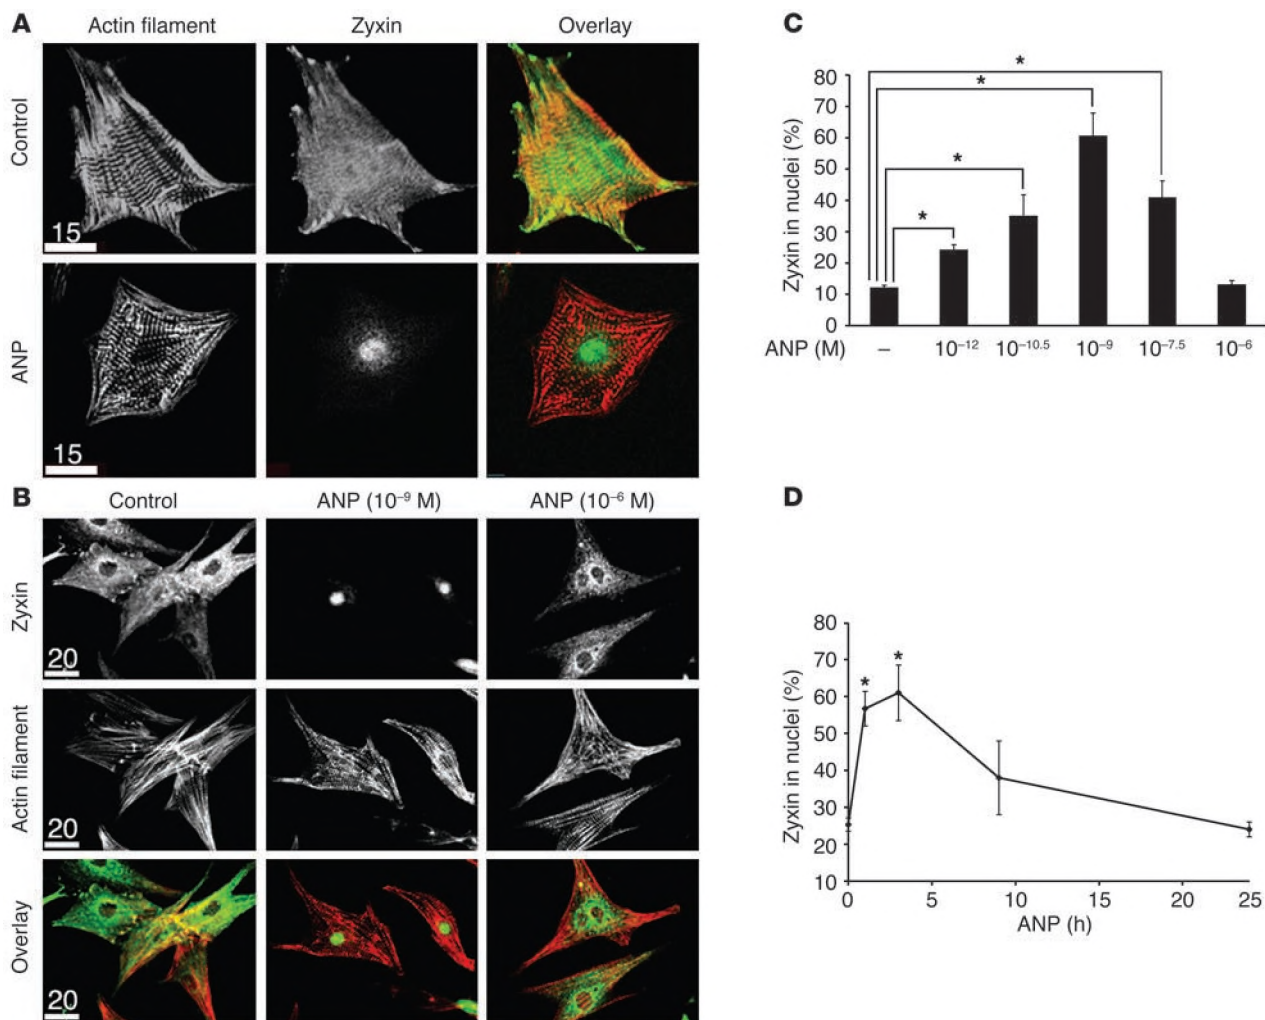 A
Actin filament
Zyxin
Overlay
Control
15
ANP
15
B
Control
ANP (10⁻⁹ M)
ANP (10⁻⁶ M)
Zyxin
20
Actin filament
20
Overlay
20
C
Zyxin in nuclei (%)
80
70
60
50
40
30
20
10
0
*
*
*
*
ANP (M)
– 10⁻¹² 10⁻¹⁰·⁵ 10⁻⁹ 10⁻⁷·⁵ 10⁻⁶
D
Zyxin in nuclei (%)
80
70
60
50
40
30
20
10
* *
0 5 10 15 20 25
ANP (h)